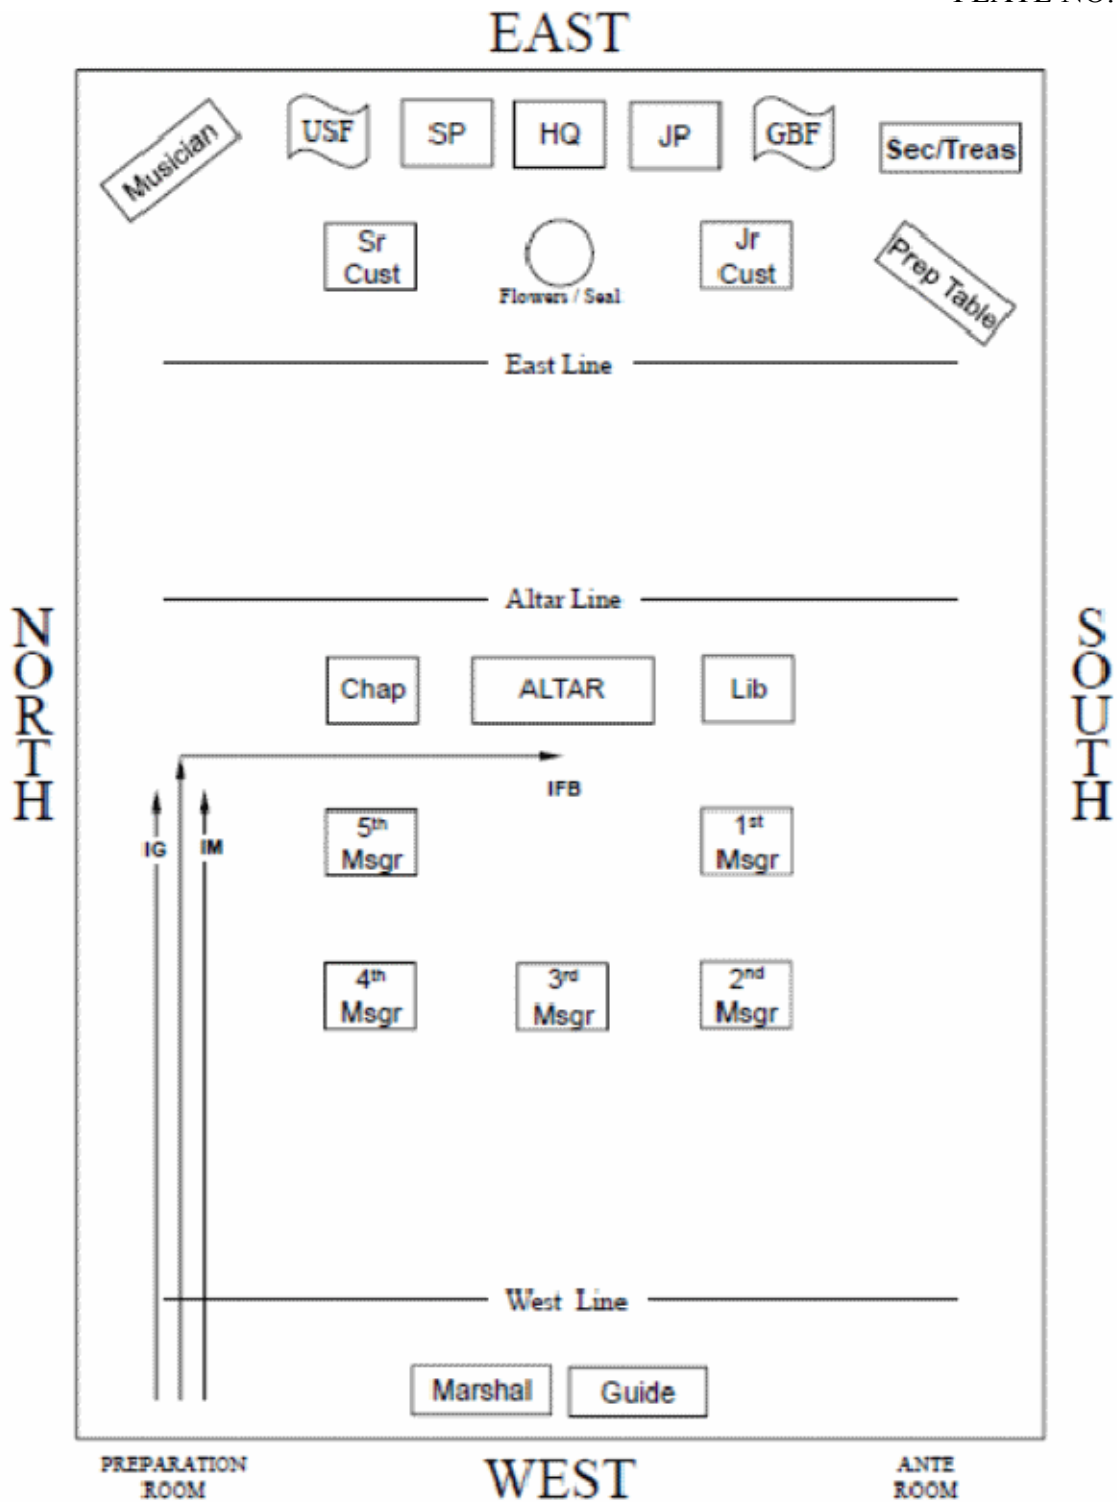 PLATE NO.
EAST
Musician
USF
SP
HQ
JP
GBF
Sec/Treas
Sr
Cust
Flowers / Seal
Jr
Cust
Prep Table
East Line
Altar Line
NORTH
SOUTH
Chap
ALTAR
Lib
IFB
IG
IM
5th
Msgr
1st
Msgr
4th
Msgr
3rd
Msgr
2nd
Msgr
West Line
Marshal
Guide
PREPARATION
ROOM
WEST
ANTE
ROOM